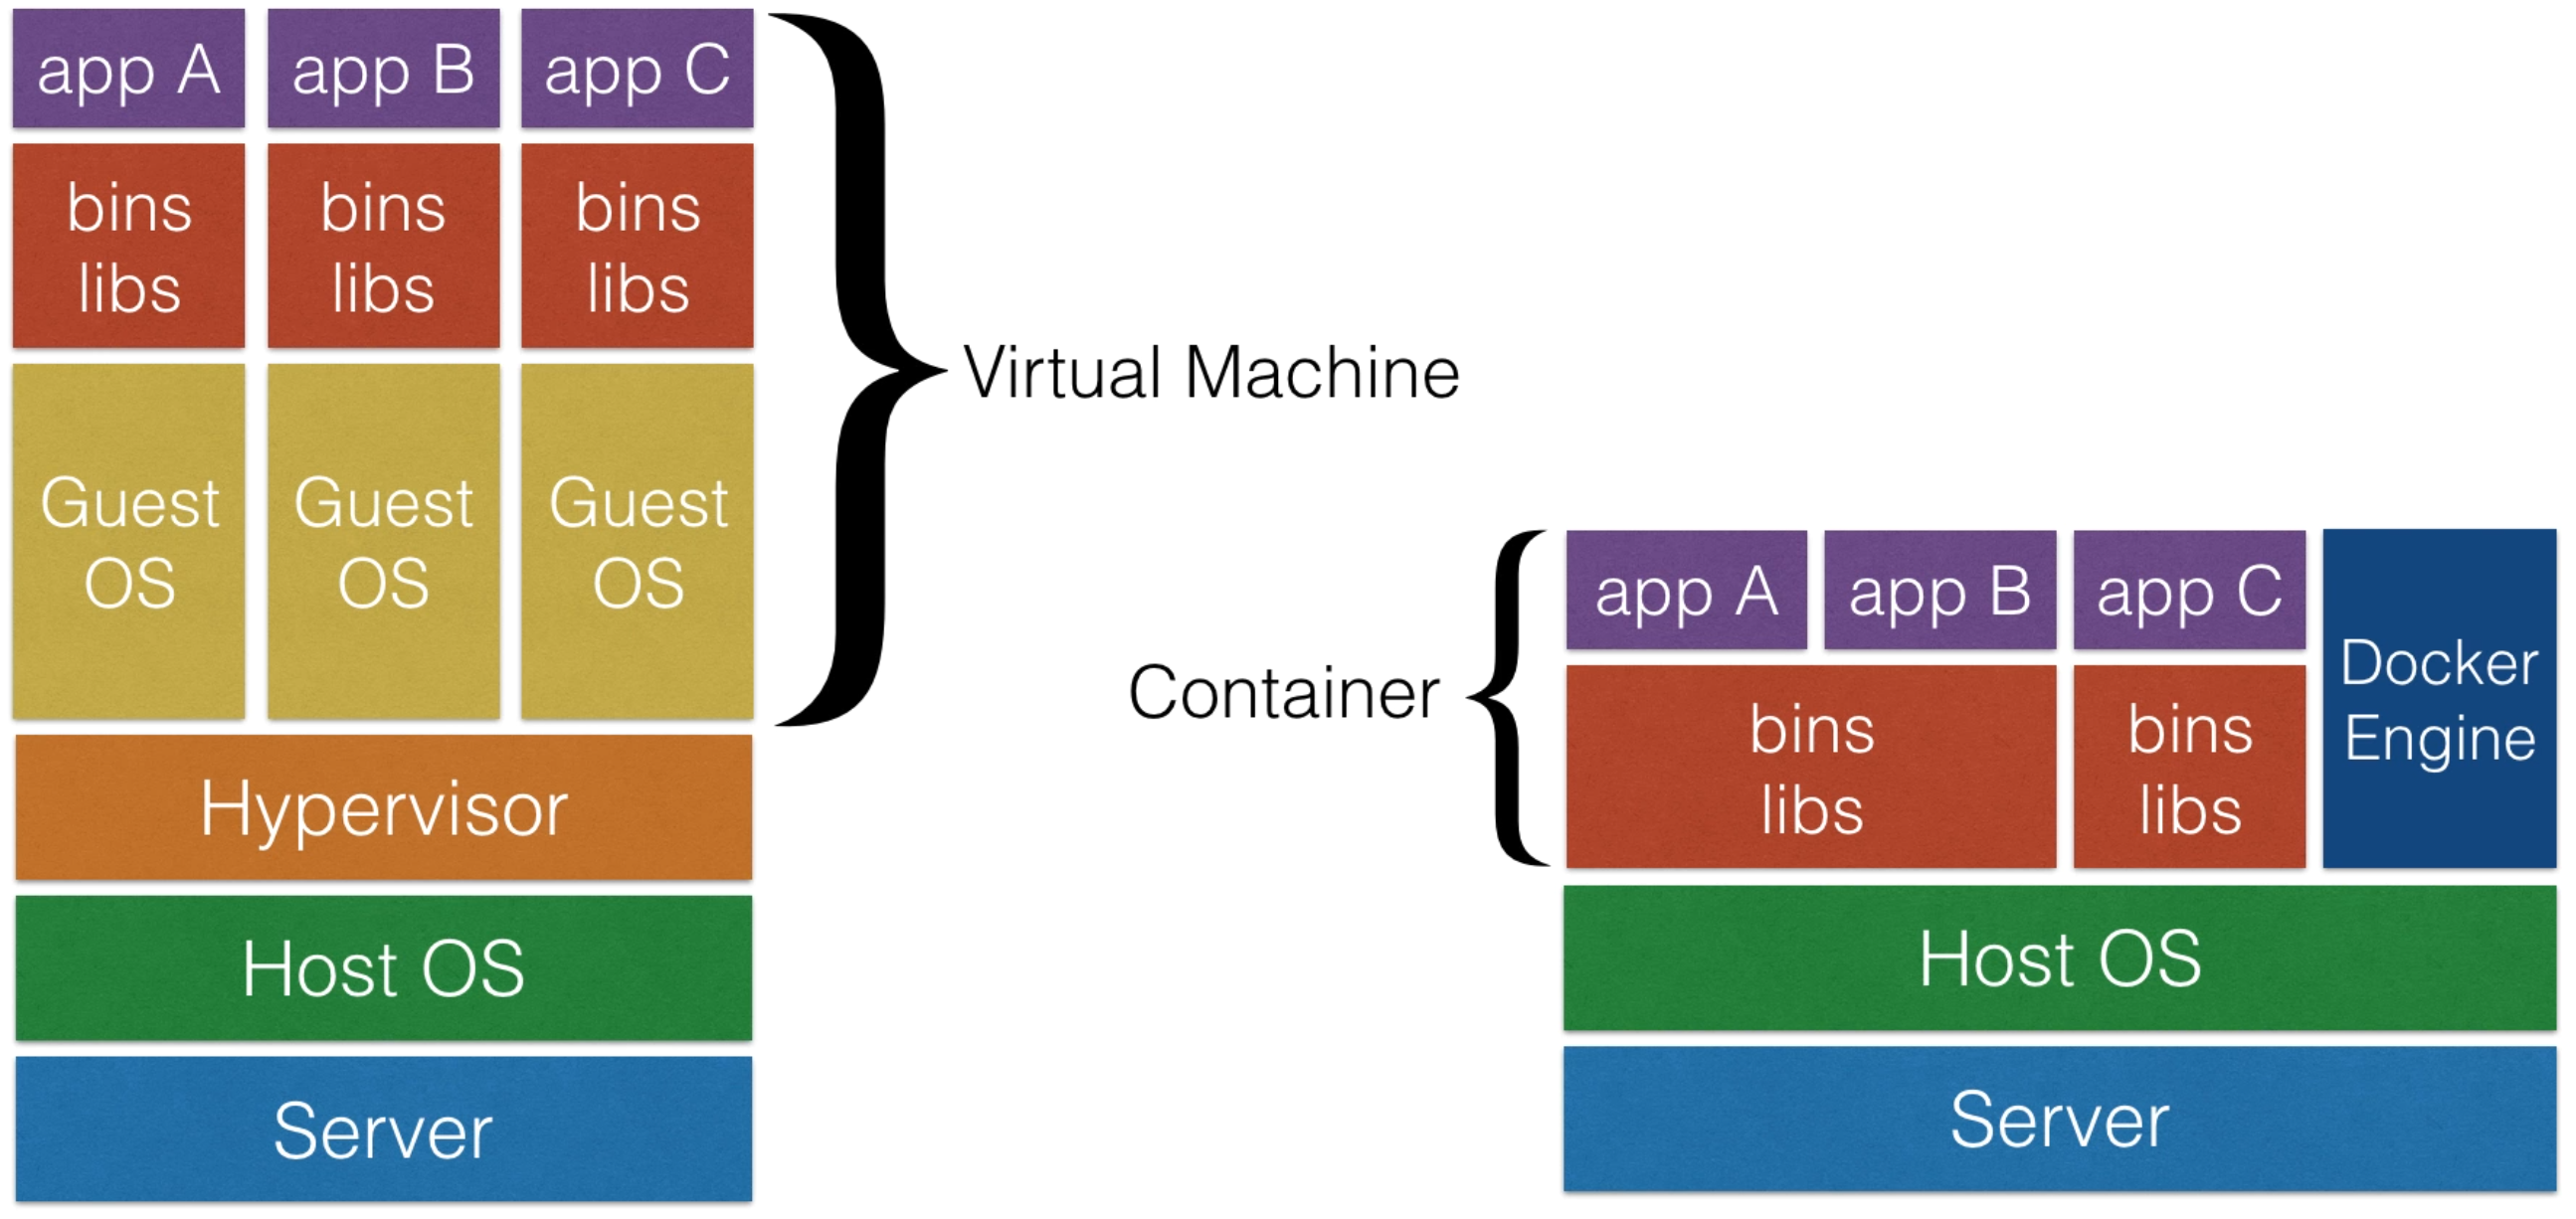 app A
app B
app C
bins
libs
bins
libs
bins
libs
Guest
OS
Guest
OS
Guest
OS
Virtual Machine
Hypervisor
Host OS
Server
Container
app A
app B
app C
Docker
Engine
bins
libs
bins
libs
Host OS
Server